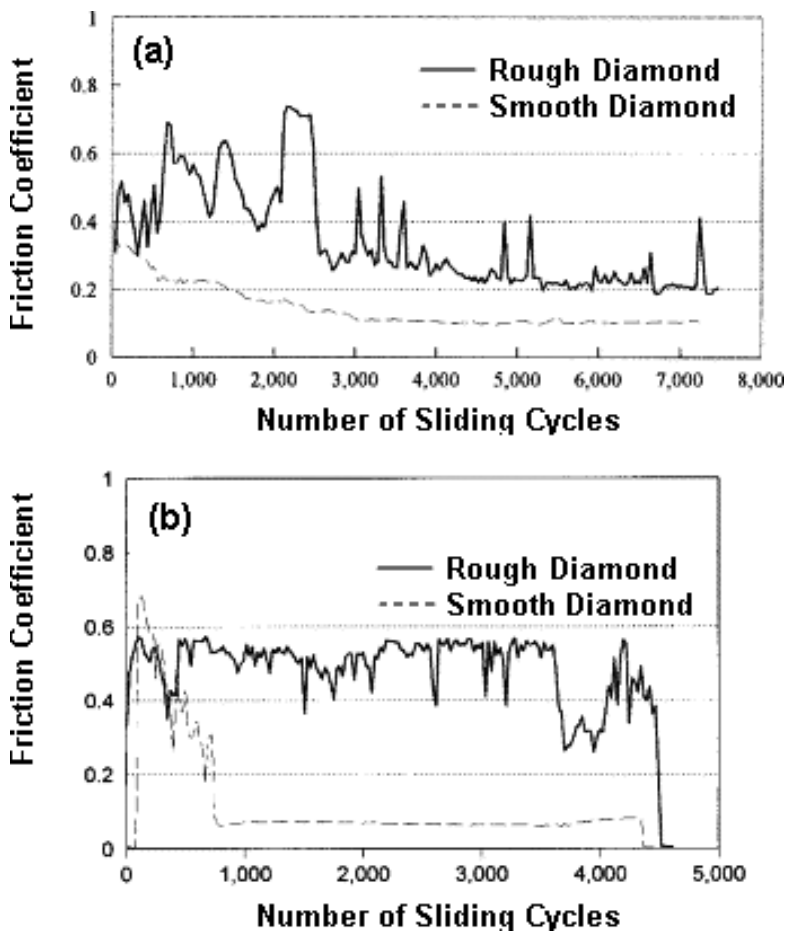 1
(a)
Rough Diamond
Smooth Diamond
0.8
0.6
0.4
0.2
0
Friction Coefficient
0 1,000 2,000 3,000 4,000 5,000 6,000 7,000 8,000
Number of Sliding Cycles
1
(b)
Rough Diamond
Smooth Diamond
0.8
0.6
0.4
0.2
0
Friction Coefficient
0 1,000 2,000 3,000 4,000 5,000
Number of Sliding Cycles